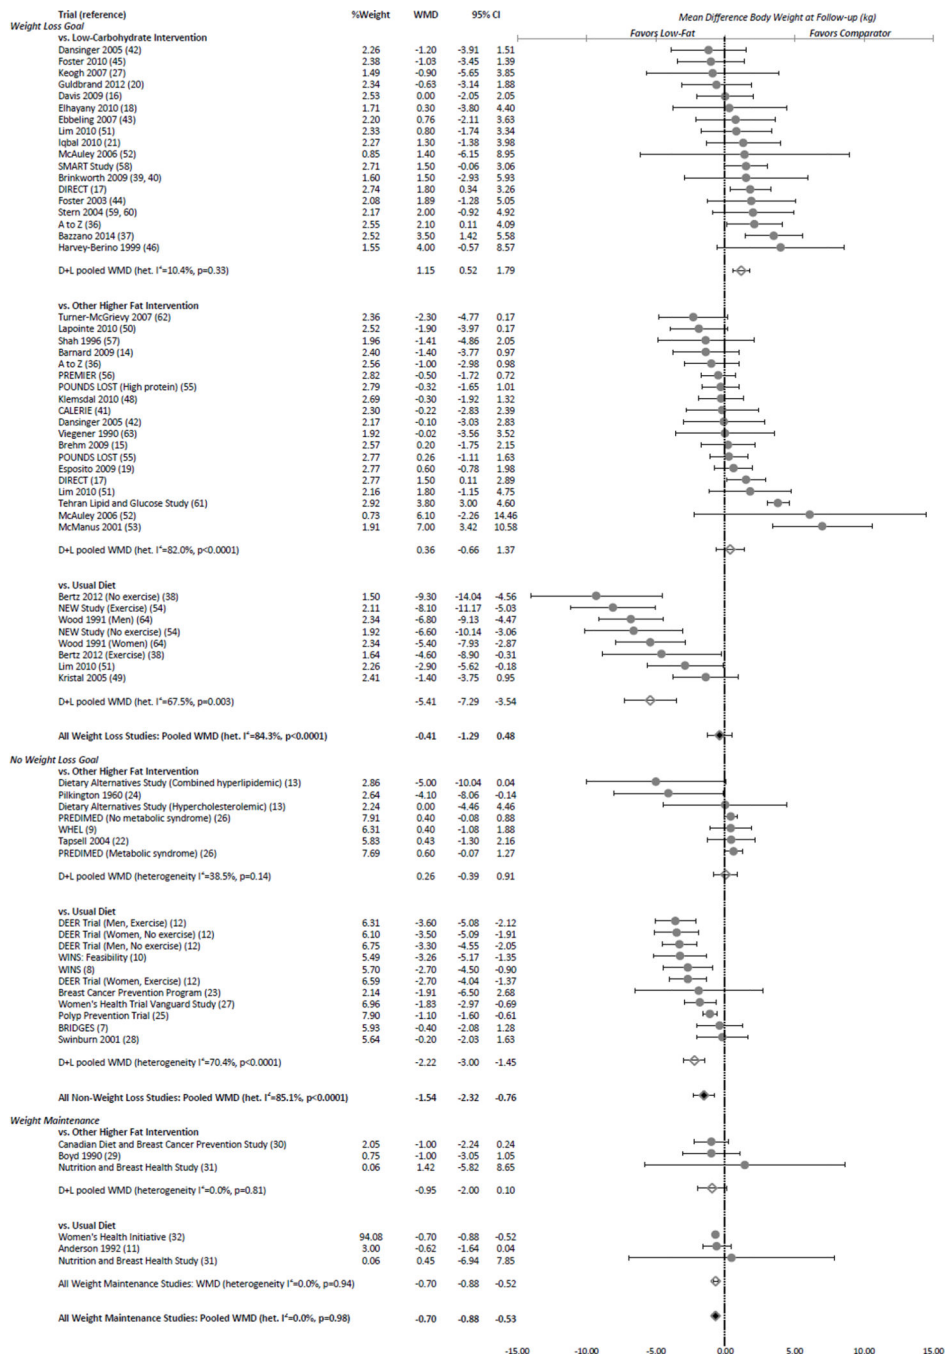 Trial (reference) %Weight WMD 95% CI Mean Difference Body Weight at Follow-up (kg)
Weight Loss Goal Favors Low-Fat Favors Comparator
vs. Low-Carbohydrate Intervention
Dansinger 2005 (42) 2.26 -1.20 -3.91 1.51
Foster 2010 (45) 2.38 -1.03 -3.45 1.39
Keogh 2007 (27) 1.49 -0.90 -5.65 3.85
Guldbrand 2012 (20) 2.34 -0.63 -3.14 1.88
Davis 2009 (16) 2.53 0.00 -2.05 2.05
Elhayany 2010 (18) 1.71 0.30 -3.80 4.40
Ebbeling 2007 (43) 2.20 0.76 -2.11 3.63
Lim 2010 (51) 2.33 0.80 -1.74 3.34
Iqbal 2010 (21) 2.27 1.30 -1.38 3.98
McAuley 2006 (52) 0.85 1.40 -6.15 8.95
SMART Study (58) 2.71 1.50 -0.06 3.06
Brinkworth 2009 (39, 40) 1.60 1.50 -2.93 5.93
DIRECT (17) 2.74 1.80 0.34 3.26
Foster 2003 (44) 2.08 1.89 -1.28 5.05
Stern 2004 (59, 60) 2.17 2.00 -0.92 4.92
A to Z (36) 2.55 2.10 0.11 4.09
Bazzano 2014 (37) 2.52 3.50 1.42 5.58
Harvey-Berino 1999 (46) 1.55 4.00 -0.57 8.57
D+L pooled WMD (het. I²=10.4%, p=0.33) 1.15 0.52 1.79
vs. Other Higher Fat Intervention
Turner-McGrievy 2007 (62) 2.36 -2.30 -4.77 0.17
Lapointe 2010 (50) 2.52 -1.90 -3.97 0.17
Shah 1996 (57) 1.96 -1.41 -4.86 2.05
Barnard 2009 (14) 2.40 -1.40 -3.77 0.97
A to Z (36) 2.56 -1.00 -2.98 0.98
PREMIER (56) 2.82 -0.50 -1.72 0.72
POUNDS LOST (High protein) (55) 2.79 -0.32 -1.65 1.01
Klemsdal 2010 (48) 2.69 -0.30 -1.92 1.32
CALERIE (41) 2.30 -0.22 -2.83 2.39
Dansinger 2005 (42) 2.17 -0.10 -3.03 2.83
Viegener 1990 (63) 1.92 -0.02 -3.56 3.52
Brehm 2009 (15) 2.57 0.20 -1.75 2.15
POUNDS LOST (55) 2.77 0.26 -1.11 1.63
Esposito 2009 (19) 2.77 0.60 -0.78 1.98
DIRECT (17) 2.77 1.50 0.11 2.89
Lim 2010 (51) 2.16 1.80 -1.15 4.75
Tehran Lipid and Glucose Study (61) 2.92 3.80 3.00 4.60
McAuley 2006 (52) 0.73 6.10 -2.26 14.46
McManus 2001 (53) 1.91 7.00 3.42 10.58
D+L pooled WMD (het. I²=82.0%, p<0.0001) 0.36 -0.66 1.37
vs. Usual Diet
Bertz 2012 (No exercise) (38) 1.50 -9.30 -14.04 -4.56
NEW Study (Exercise) (54) 2.11 -8.10 -11.17 -5.03
Wood 1991 (Men) (64) 2.34 -6.80 -9.13 -4.47
NEW Study (No exercise) (54) 1.92 -6.60 -10.14 -3.06
Wood 1991 (Women) (64) 2.34 -5.40 -7.93 -2.87
Bertz 2012 (Exercise) (38) 1.64 -4.60 -8.90 -0.31
Lim 2010 (51) 2.26 -2.90 -5.62 -0.18
Kristal 2005 (49) 2.41 -1.40 -3.75 0.95
D+L pooled WMD (het. I²=67.5%, p=0.003) -5.41 -7.29 -3.54
All Weight Loss Studies: Pooled WMD (het. I²=84.3%, p<0.0001) -0.41 -1.29 0.48
No Weight Loss Goal
vs. Other Higher Fat Intervention
Dietary Alternatives Study (Combined hyperlipidemic) (13) 2.86 -5.00 -10.04 0.04
Pilkington 1960 (24) 2.64 -4.10 -8.06 -0.14
Dietary Alternatives Study (Hypercholesterolemic) (13) 2.24 0.00 -4.46 4.46
PREDIMED (No metabolic syndrome) (26) 7.91 0.40 -0.08 0.88
WHEL (9) 6.31 0.40 -1.08 1.88
Tapsell 2004 (22) 5.83 0.43 -1.30 2.16
PREDIMED (Metabolic syndrome) (26) 7.69 0.60 -0.07 1.27
D+L pooled WMD (heterogeneity I²=38.5%, p=0.14) 0.26 -0.39 0.91
vs. Usual Diet
DEER Trial (Men, Exercise) (12) 6.31 -3.60 -5.08 -2.12
DEER Trial (Women, No exercise) (12) 6.10 -3.50 -5.09 -1.91
DEER Trial (Men, No exercise) (12) 6.75 -3.30 -4.55 -2.05
WINS: Feasibility (10) 5.49 -3.26 -5.17 -1.35
WINS (8) 5.70 -2.70 -4.50 -0.90
DEER Trial (Women, Exercise) (12) 6.59 -2.70 -4.04 -1.37
Breast Cancer Prevention Program (23) 2.14 -1.91 -6.50 2.68
Women's Health Trial Vanguard Study (27) 6.96 -1.83 -2.97 -0.69
Polyp Prevention Trial (25) 7.90 -1.10 -1.60 -0.61
BRIDGES (7) 5.93 -0.40 -2.08 1.28
Swinburn 2001 (28) 5.64 -0.20 -2.03 1.63
D+L pooled WMD (heterogeneity I²=70.4%, p<0.0001) -2.22 -3.00 -1.45
All Non-Weight Loss Studies: Pooled WMD (het. I²=85.1%, p<0.0001) -1.54 -2.32 -0.76
Weight Maintenance
vs. Other Higher Fat Intervention
Canadian Diet and Breast Cancer Prevention Study (30) 2.05 -1.00 -2.24 0.24
Boyd 1990 (29) 0.75 -1.00 -3.05 1.05
Nutrition and Breast Health Study (31) 0.06 1.42 -5.82 8.65
D+L pooled WMD (heterogeneity I²=0.0%, p=0.81) -0.95 -2.00 0.10
vs. Usual Diet
Women's Health Initiative (32) 94.08 -0.70 -0.88 -0.52
Anderson 1992 (11) 3.00 -0.62 -1.64 0.04
Nutrition and Breast Health Study (31) 0.06 0.45 -6.94 7.85
All Weight Maintenance Studies: WMD (heterogeneity I²=0.0%, p=0.94) -0.70 -0.88 -0.52
All Weight Maintenance Studies: Pooled WMD (het. I²=0.0%, p=0.98) -0.70 -0.88 -0.53
-15.00 -10.00 -5.00 0.00 5.00 10.00 15.00